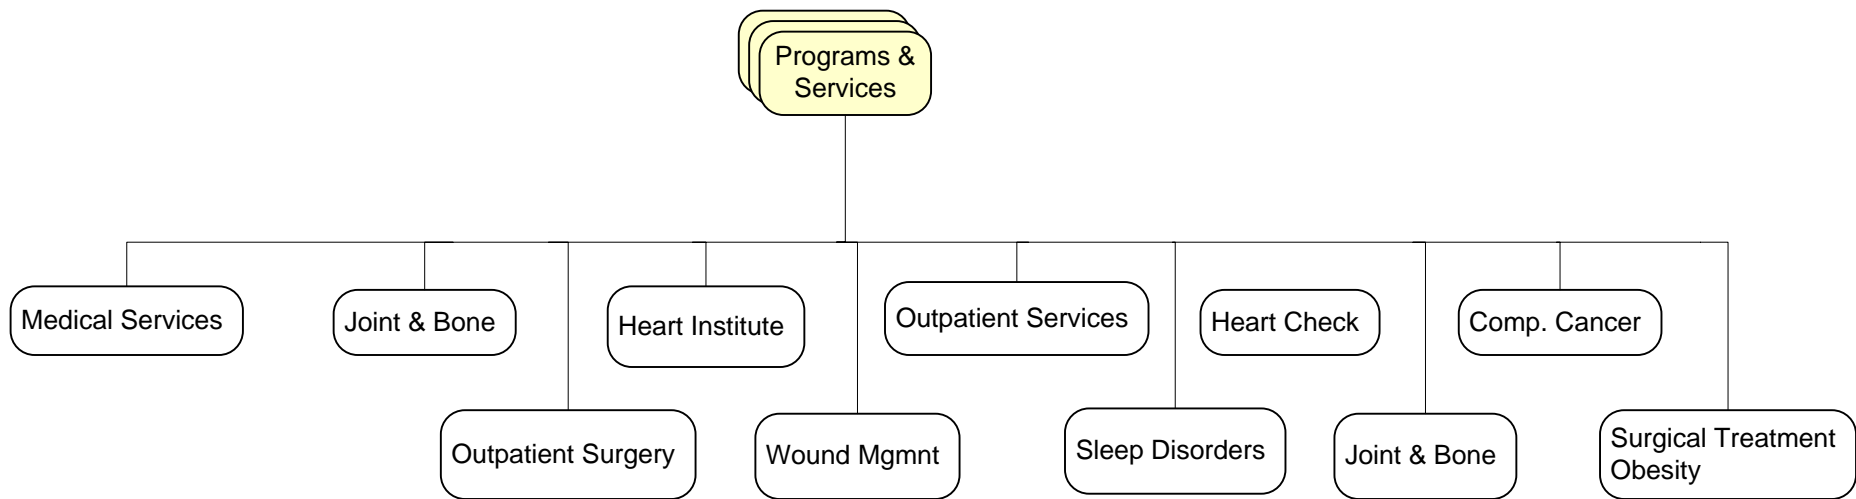 Programs &
Services
Medical Services
Joint & Bone
Heart Institute
Outpatient Services
Heart Check
Comp. Cancer
Outpatient Surgery
Wound Mgmnt
Sleep Disorders
Joint & Bone
Surgical Treatment
Obesity